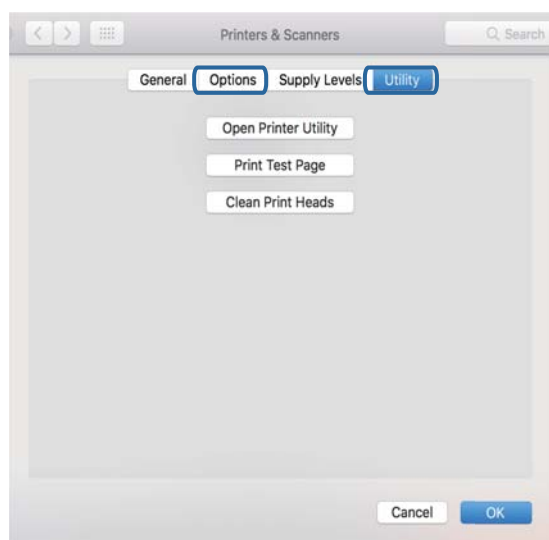 Printers & Scanners Search
General Options Supply Levels Utility
Open Printer Utility
Print Test Page
Clean Print Heads
Cancel OK